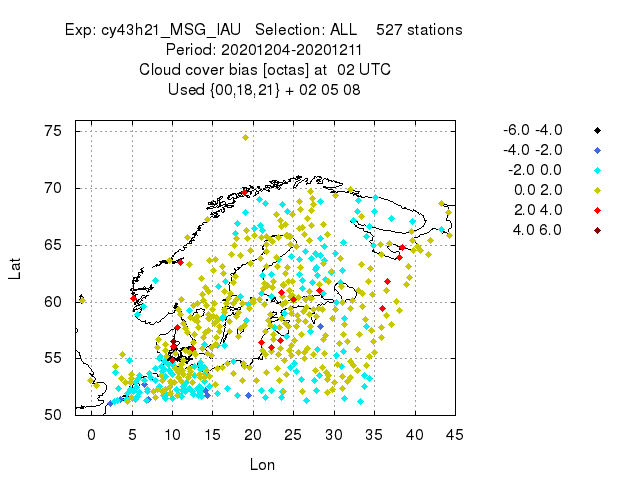 Exp: cy43h21_MSG_IAU   Selection: ALL    527 stations
Period: 20201204-20201211
Cloud cover bias [octas] at  02 UTC
Used {00,18,21} + 02 05 08
75
70
65
60
55
50
Lat
0 5 10 15 20 25 30 35 40 45
Lon
-6.0 -4.0
-4.0 -2.0
-2.0 0.0
0.0 2.0
2.0 4.0
4.0 6.0